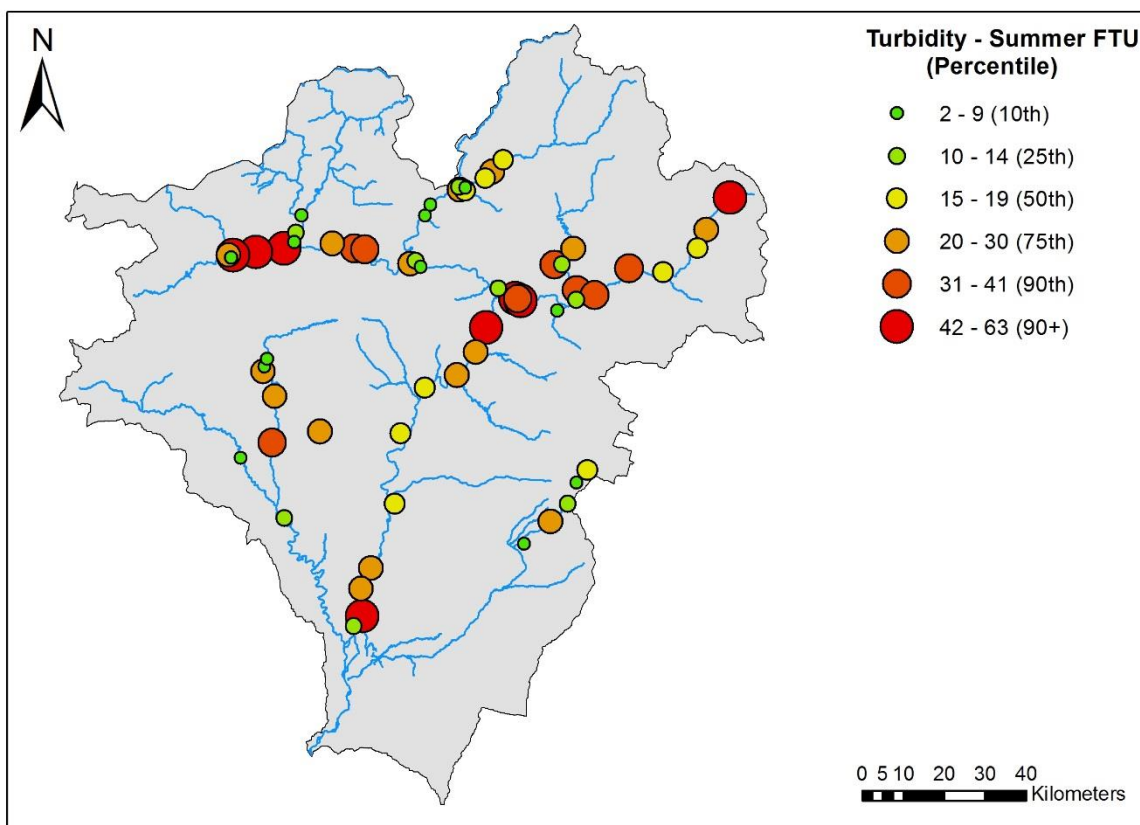 N
Turbidity - Summer FTU
(Percentile)
2 - 9 (10th)
10 - 14 (25th)
15 - 19 (50th)
20 - 30 (75th)
31 - 41 (90th)
42 - 63 (90+)
0 5 10 20 30 40
Kilometers